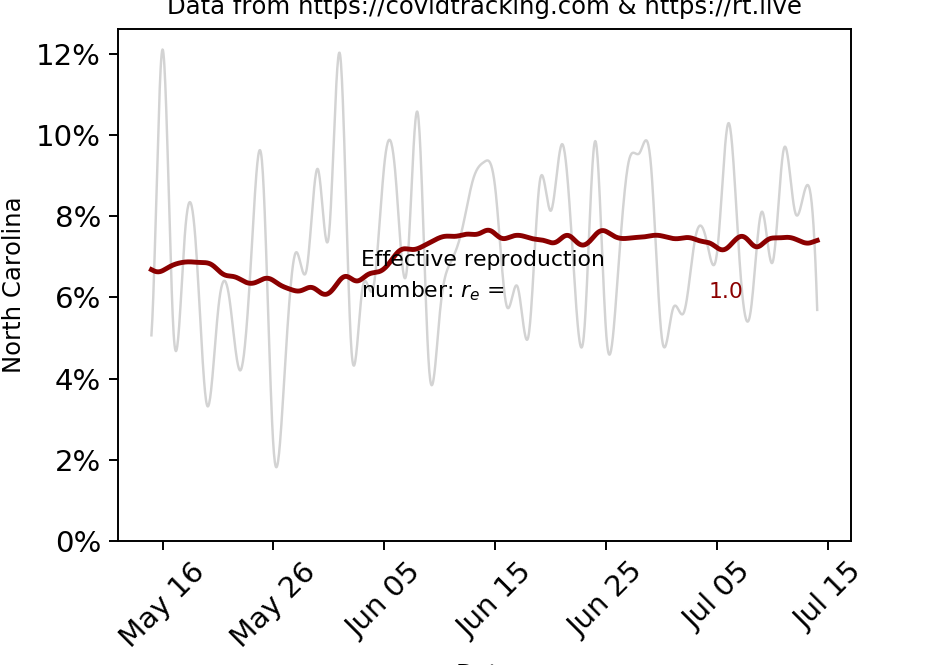 Data from https://covidtracking.com & https://rt.live
North Carolina
12%
10%
8%
6%
4%
2%
0%
Effective reproduction
number: rₑ = 1.0
May 16
May 26
Jun 05
Jun 15
Jun 25
Jul 05
Jul 15